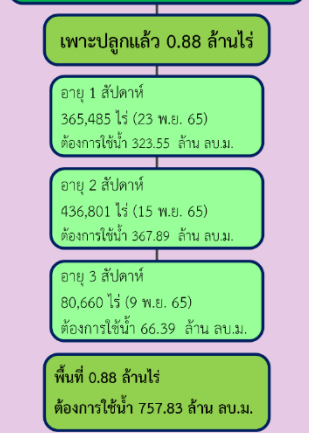 เพาะปลูกแล้ว 0.88 ล้านไร่
อายุ 1 สัปดาห์
365,485 ไร่ (23 พ.ย. 65)
ต้องการใช้น้ำ 323.55 ล้าน ลบ.ม.
อายุ 2 สัปดาห์
436,801 ไร่ (15 พ.ย. 65)
ต้องการใช้น้ำ 367.89 ล้าน ลบ.ม.
อายุ 3 สัปดาห์
80,660 ไร่ (9 พ.ย. 65)
ต้องการใช้น้ำ 66.39 ล้าน ลบ.ม.
พื้นที่ 0.88 ล้านไร่
ต้องการใช้น้ำ 757.83 ล้าน ลบ.ม.